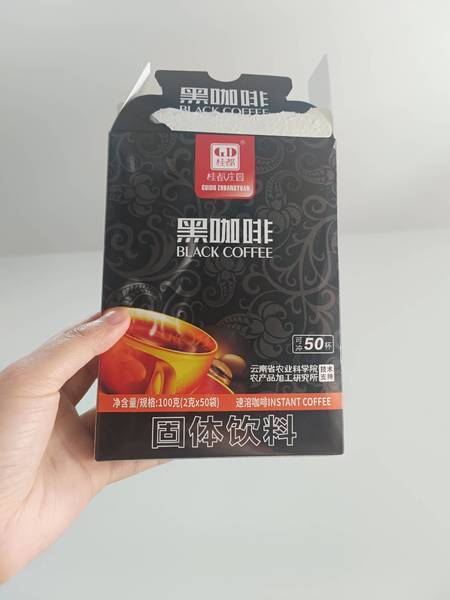 黑咖啡
BLACK COFFEE
GD
桂都
桂都庄园
GUIDU ZHUANGYUAN
黑咖啡
BLACK COFFEE
可冲50杯
云南省农业科学院 技术
农产品加工研究所 支持
净含量/规格:100克(2克x50袋) 速溶咖啡INSTANT COFFEE
固体饮料